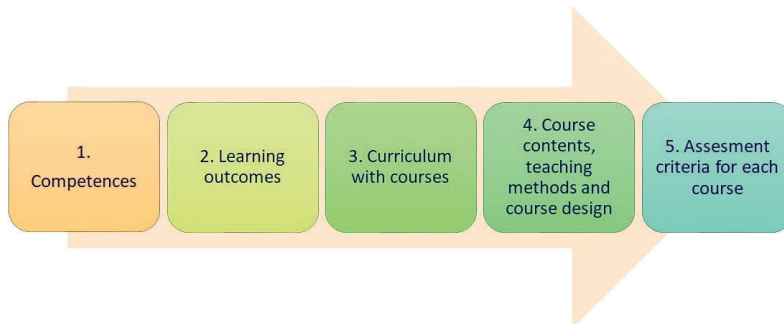 1.
Competences
2. Learning
outcomes
3. Curriculum
with courses
4. Course
contents,
teaching
methods and
course design
5. Assesment
criteria for each
course